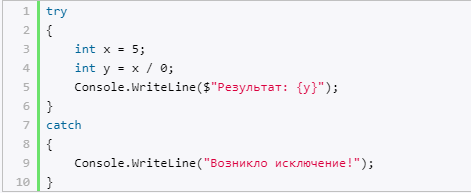 1 try
2 {
3     int x = 5;
4     int y = x / 0;
5     Console.WriteLine($"Результат: {y}");
6 }
7 catch
8 {
9     Console.WriteLine("Возникло исключение!");
10 }